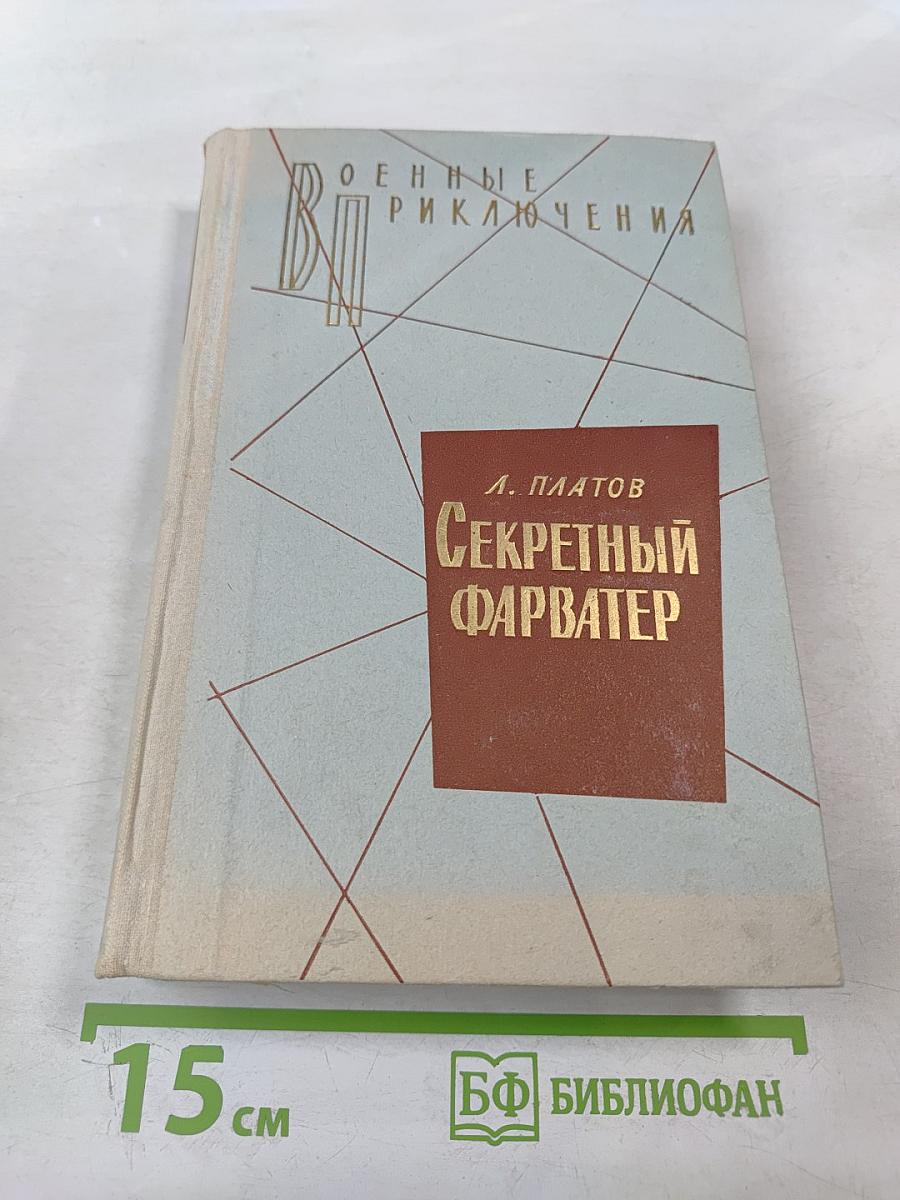 ВОЕННЫЕ
ПРИКЛЮЧЕНИЯ
Л. ПЛАТОВ
СЕКРЕТНЫЙ
ФАРВАТЕР
15 см
БФ БИБЛИОФАН